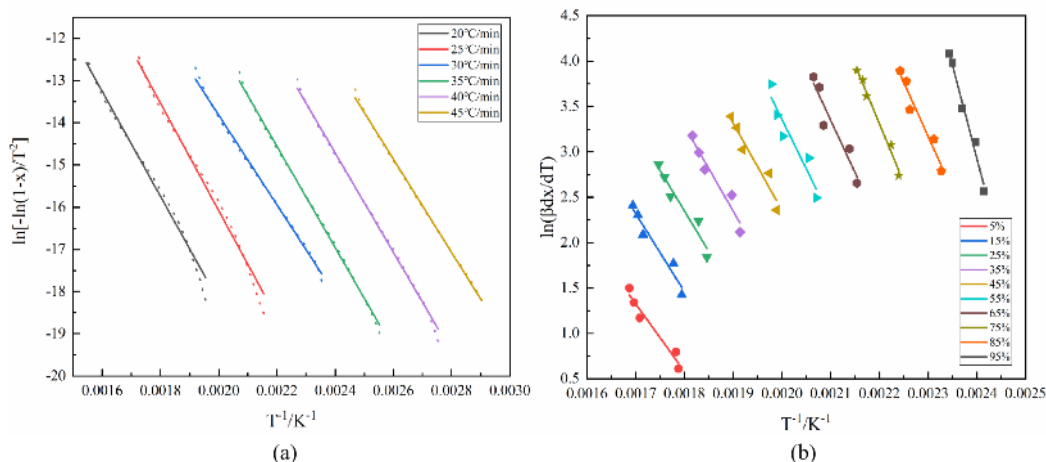 (a)
ln[-ln(1-x)/T²]
-12
-13
-14
-15
-16
-17
-18
-19
-20
0.0016 0.0018 0.0020 0.0022 0.0024 0.0026 0.0028 0.0030
T⁻¹/K⁻¹
20℃/min
25℃/min
30℃/min
35℃/min
40℃/min
45℃/min
(a)
(b)
ln(βdx/dT)
4.5
4.0
3.5
3.0
2.5
2.0
1.5
1.0
0.5
0.0016 0.0017 0.0018 0.0019 0.0020 0.0021 0.0022 0.0023 0.0024 0.0025
T⁻¹/K⁻¹
5%
15%
25%
35%
45%
55%
65%
75%
85%
95%
(b)